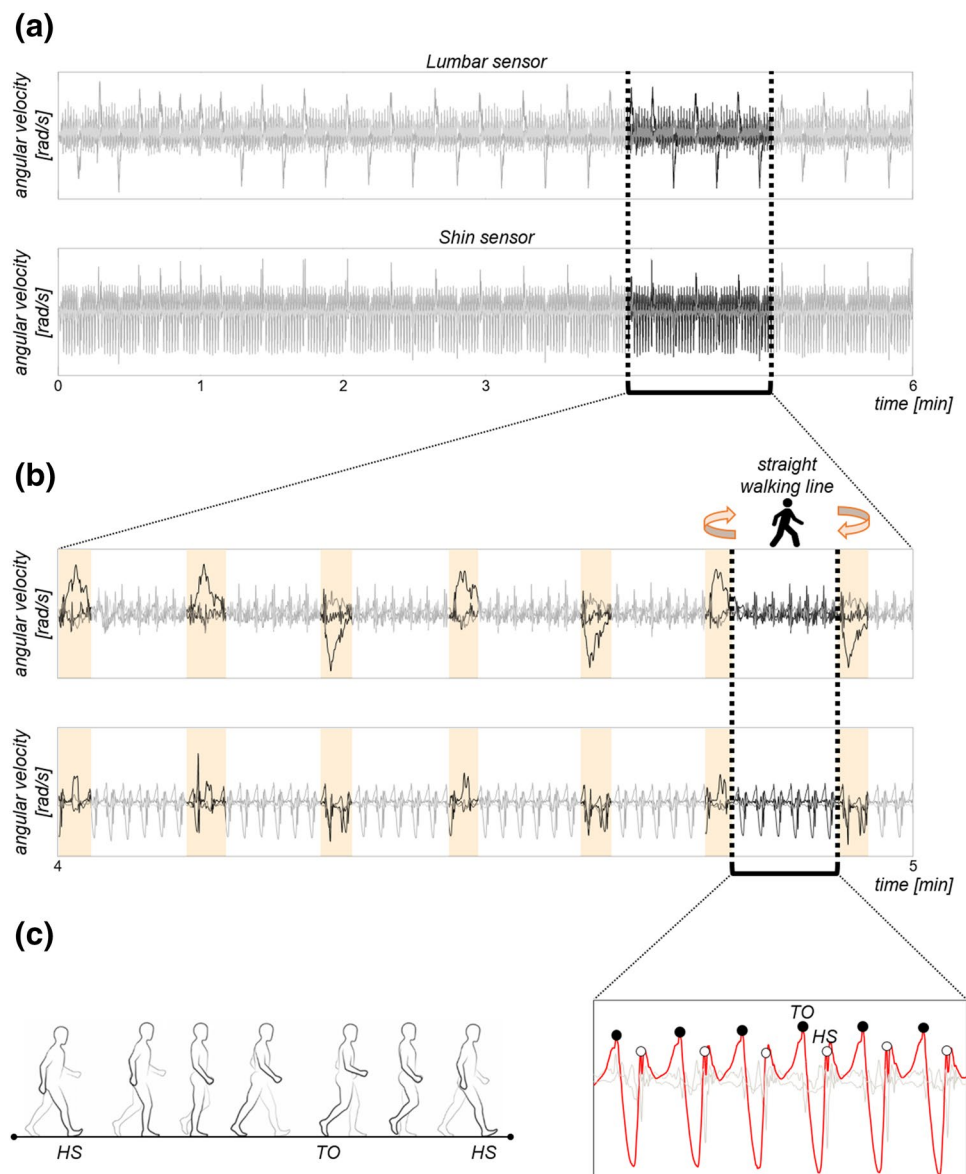 (a)
Lumbar sensor
angular velocity
[rad/s]
Shin sensor
angular velocity
[rad/s]
0 1 2 3 6
time [min]
(b)
straight
walking line
angular velocity
[rad/s]
angular velocity
[rad/s]
4 5
time [min]
(c)
TO
HS
HS TO HS